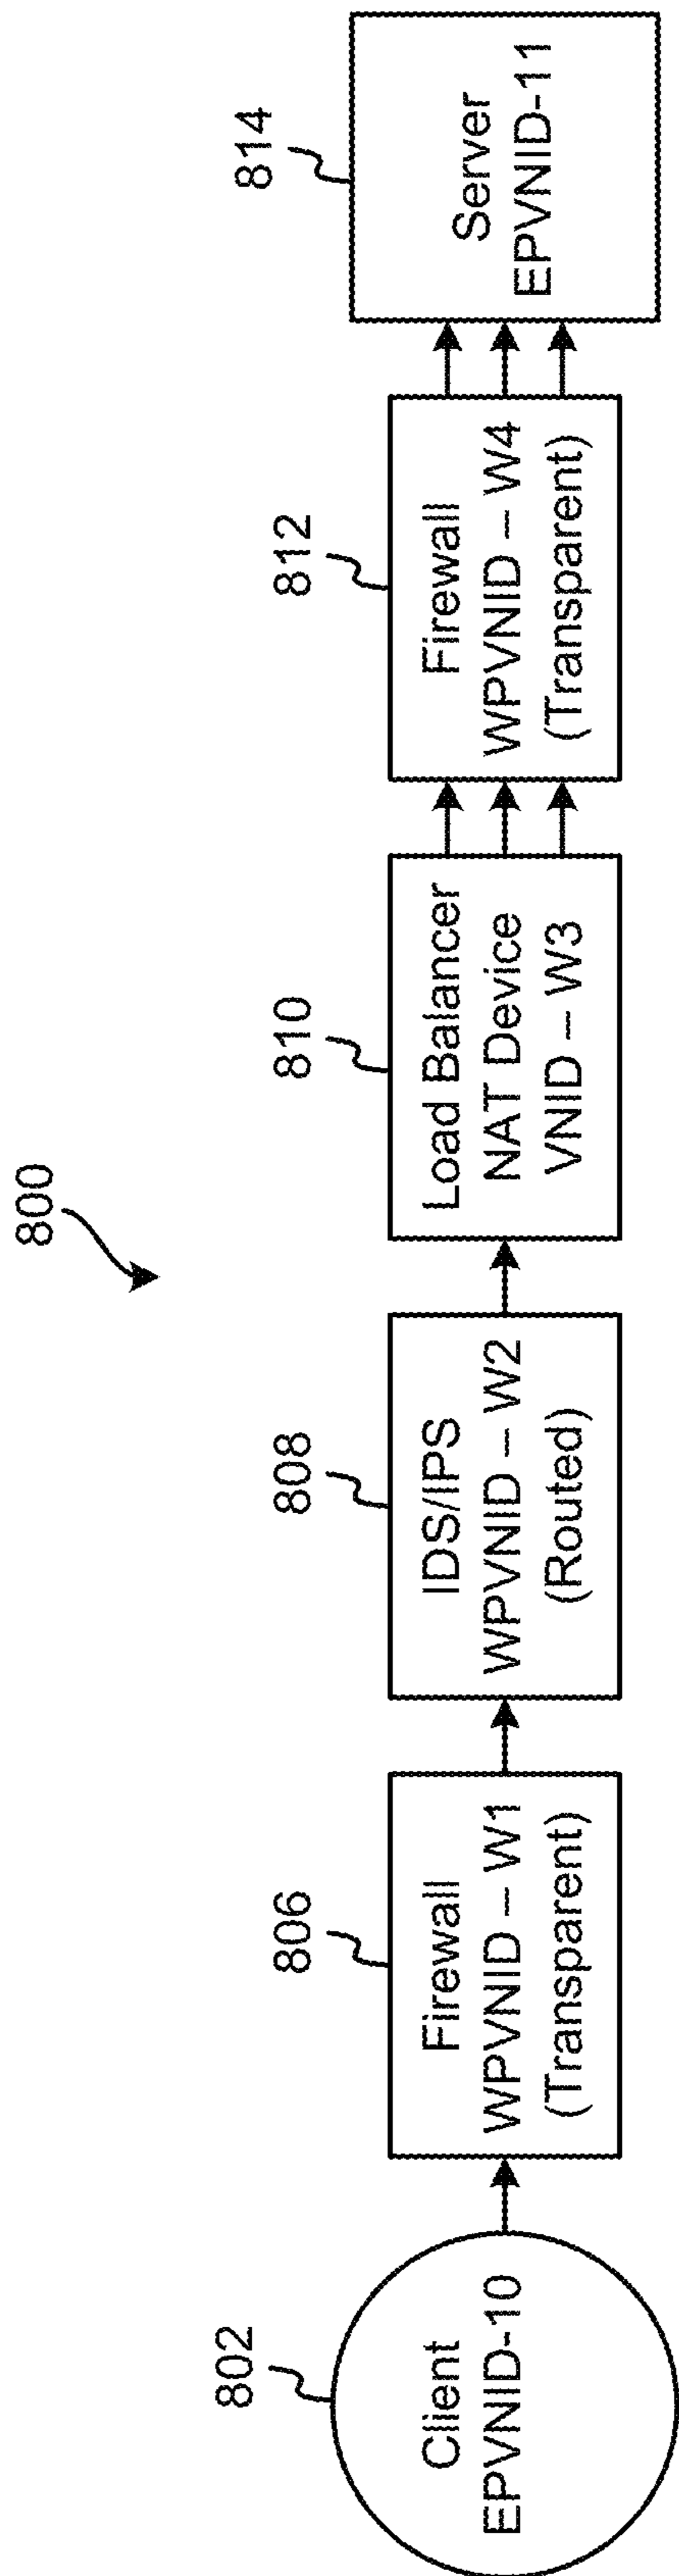 800
802
Client
EPVNID-10
806
Firewall
WPVNID – W1
(Transparent)
808
IDS/IPS
WPVNID – W2
(Routed)
810
Load Balancer
NAT Device
VNID – W3
812
Firewall
WPVNID – W4
(Transparent)
814
Server
EPVNID-11